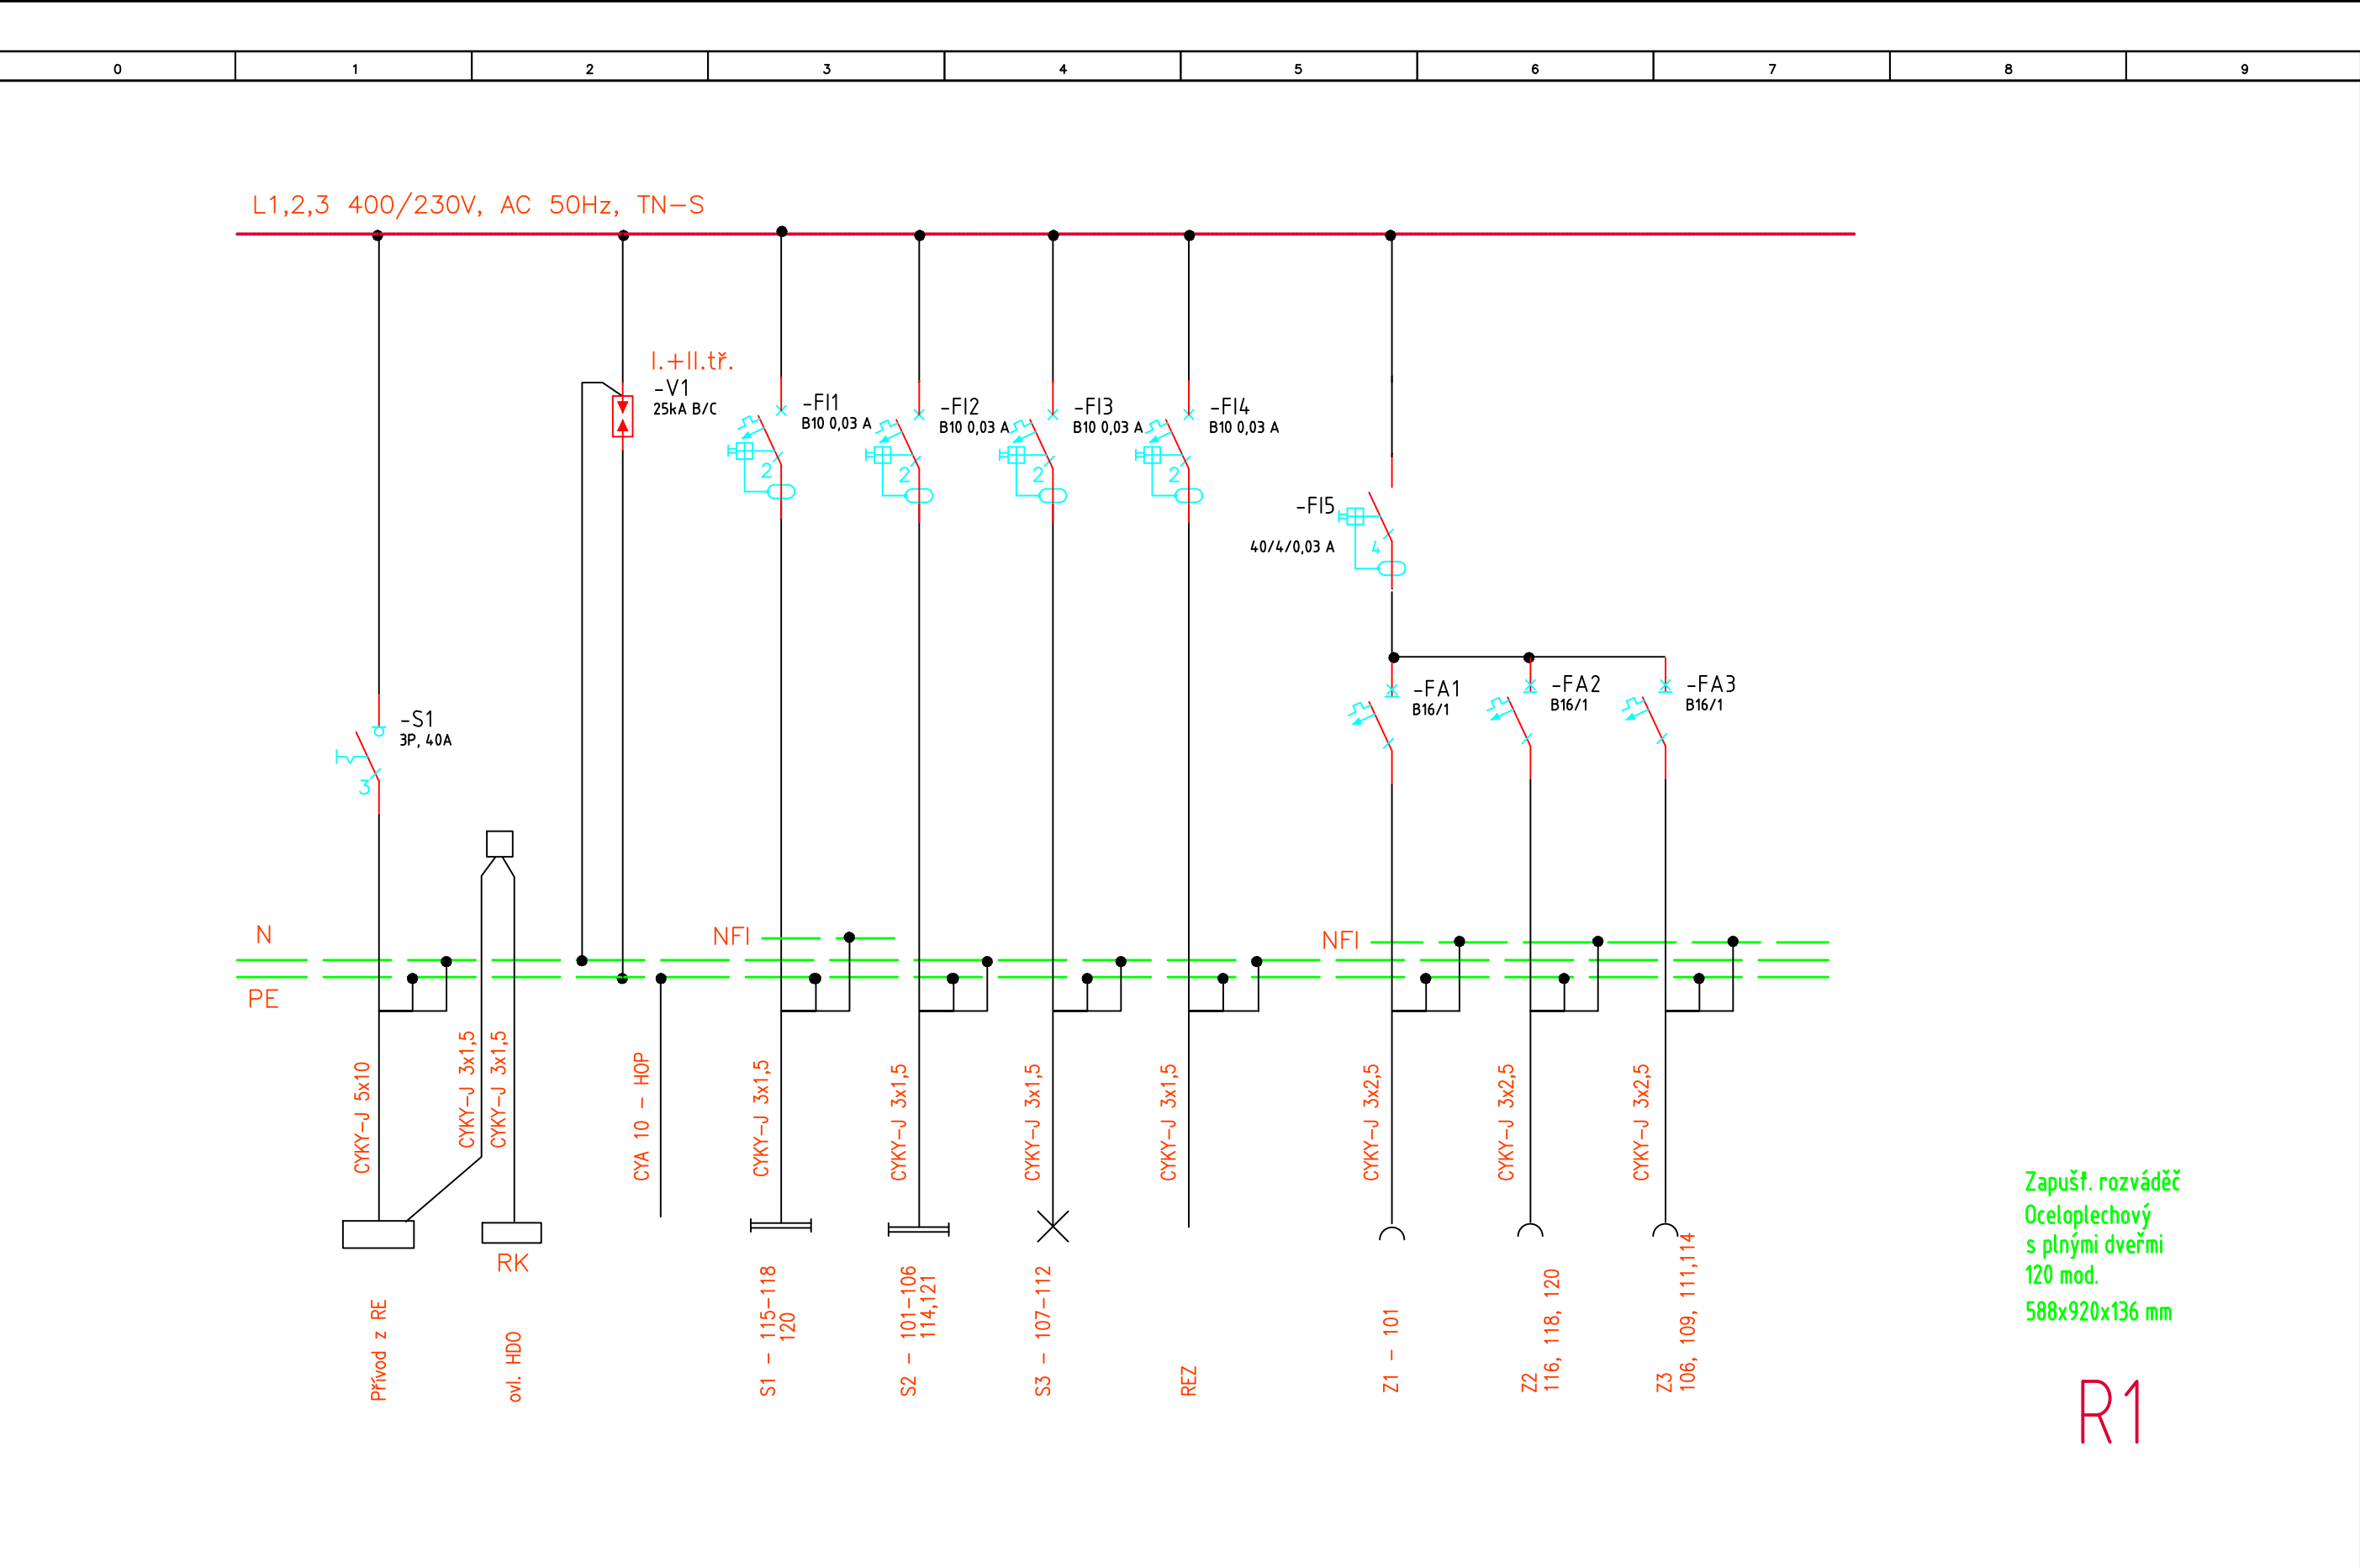 0 1 2 3 4 5 6 7 8 9
L1,2,3 400/230V, AC 50Hz, TN-S
I.+II.tř.
-V1
25kA B/C
-FI1
B10 0,03 A
2
-FI2
B10 0,03 A
2
-FI3
B10 0,03 A
2
-FI4
B10 0,03 A
2
-FI5
40/4/0,03 A
4
-FA1
B16/1
-FA2
B16/1
-FA3
B16/1
-S1
3P, 40A
3
N
NFI
NFI
PE
CYKY-J 5x10
CYKY-J 3x1,5
CYKY-J 3x1,5
CYA 10 - HOP
CYKY-J 3x1,5
CYKY-J 3x1,5
CYKY-J 3x1,5
CYKY-J 3x1,5
CYKY-J 3x2,5
CYKY-J 3x2,5
CYKY-J 3x2,5
RK
Přívod z RE
ovl. HDO
S1 - 115-118
120
S2 - 101-106
114,121
S3 - 107-112
REZ
Z1 - 101
Z2
116, 118, 120
Z3
106, 109, 111,114
Zapušť. rozváděč
Oceloplechový
s plnými dveřmi
120 mod.
588x920x136 mm
R1